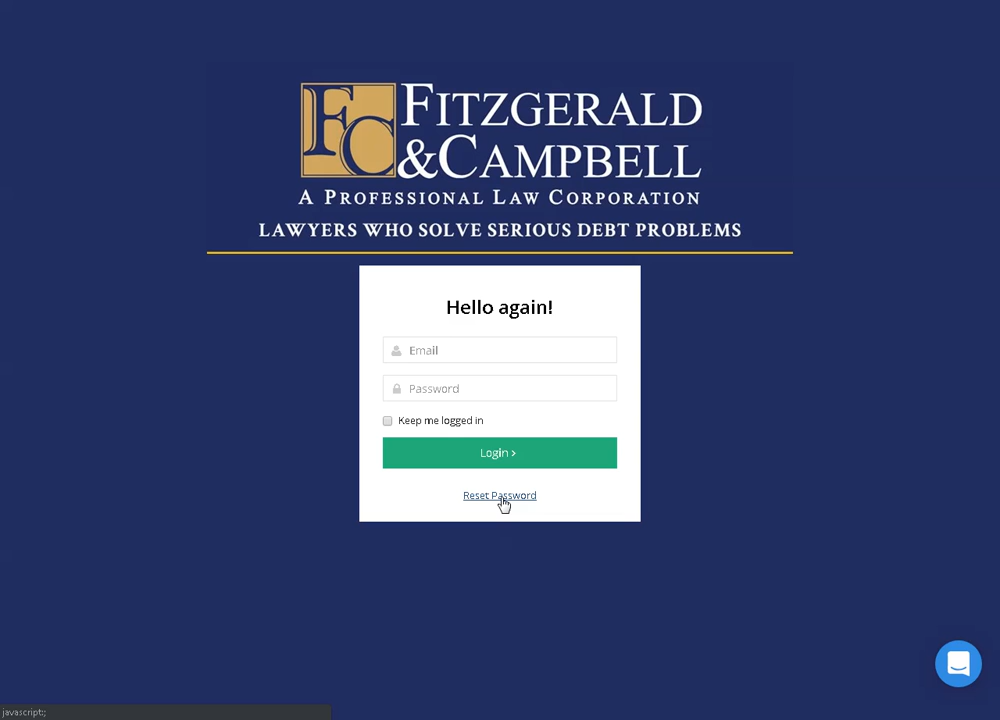 FC FITZGERALD
&CAMPBELL
A PROFESSIONAL LAW CORPORATION
LAWYERS WHO SOLVE SERIOUS DEBT PROBLEMS
Hello again!
Email
Password
Keep me logged in
Login >
Reset Password
javascript:;